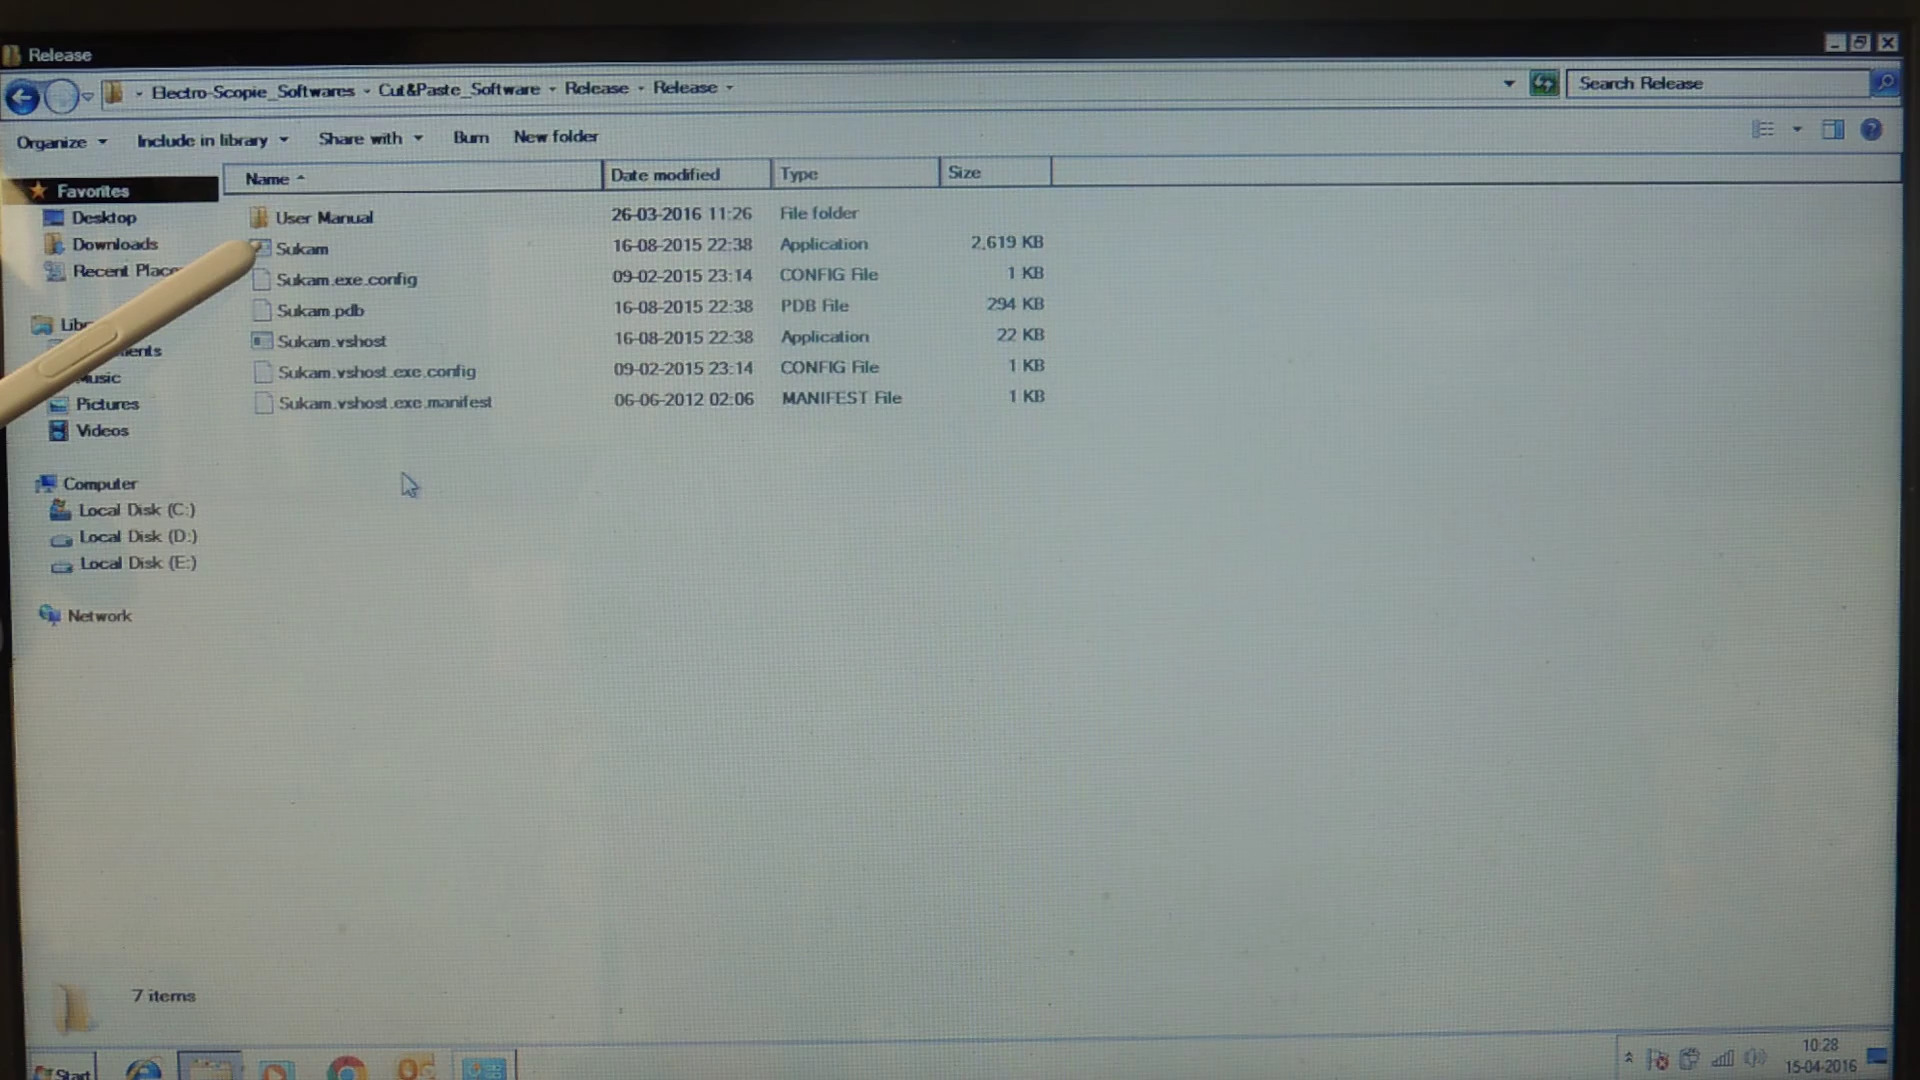 Release
Electro-Scopie_Softwares Cut&Paste_Software Release Release
Search Release
Organize Include in library Share with Burn New folder
Name Date modified Type Size
Favorites
Desktop
Downloads
Recent Place
Libr
ments
Music
Pictures
Videos
Computer
Local Disk (C:)
Local Disk (D:)
Local Disk (E:)
Network
User Manual 26-03-2016 11:26 File folder
Sukam 16-08-2015 22:38 Application 2,619 KB
Sukam.exe.config 09-02-2015 23:14 CONFIG File 1 KB
Sukam.pdb 16-08-2015 22:38 PDB File 294 KB
Sukam.vshost 16-08-2015 22:38 Application 22 KB
Sukam.vshost.exe.config 09-02-2015 23:14 CONFIG File 1 KB
Sukam.vshost.exe.manifest 06-06-2012 02:06 MANIFEST File 1 KB
7 items
Start
10:28
15-04-2016